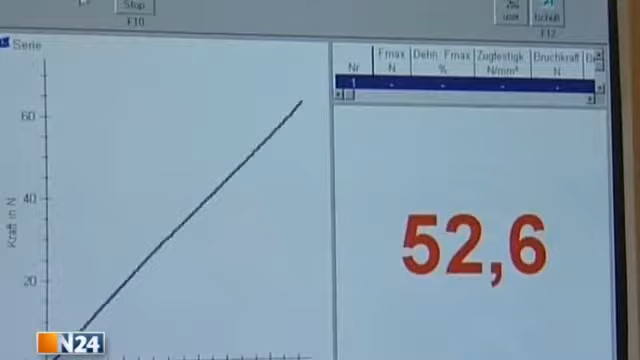 Stop
F10
F12
Serie
Fmax
Dehn. Fmax
Zugfestigk.
Bruchkraft
Nr
N
%
N/mm²
N
1
60
40
20
Kraft in N
52,6
N24